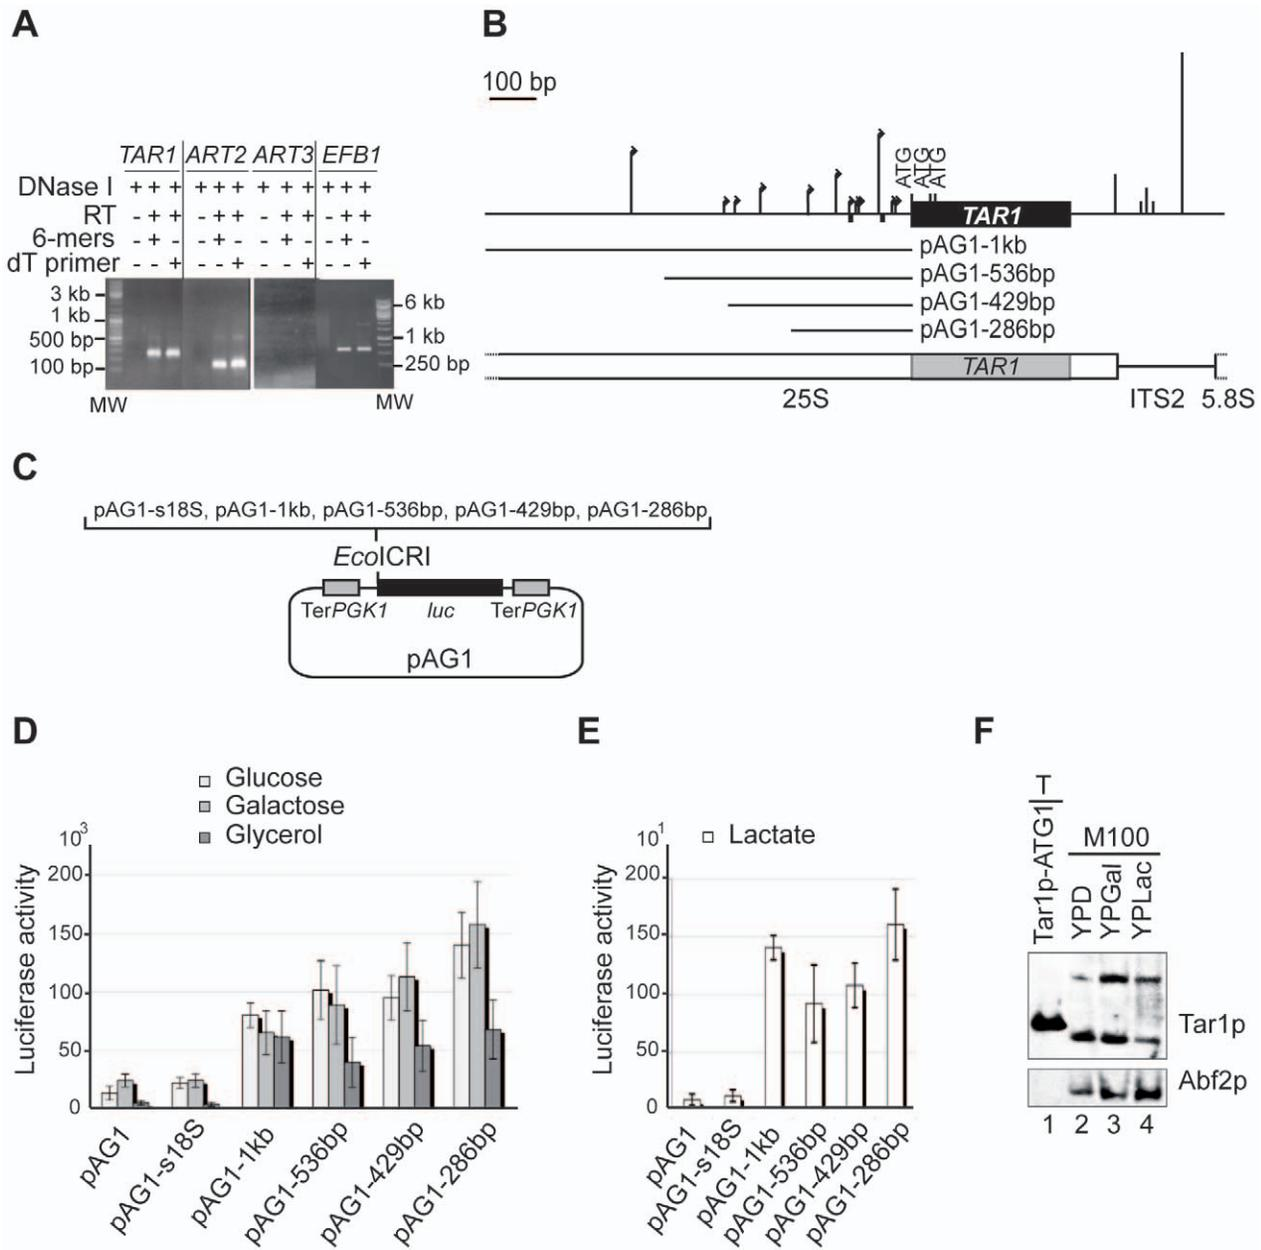 A
TAR1 ART2 ART3 EFB1
DNase I + + + + + + + + + + + +
RT - + + - + + - + + - + +
6-mers - + - - + - - + - - + -
dT primer - - + - - + - - + - - +
3 kb
1 kb
500 bp
100 bp
6 kb
1 kb
250 bp
MW
MW
B
100 bp
ATG
ATG
ATG
TAR1
pAG1-1kb
pAG1-536bp
pAG1-429bp
pAG1-286bp
TAR1
25S ITS2 5.8S
C
pAG1-s18S, pAG1-1kb, pAG1-536bp, pAG1-429bp, pAG1-286bp
EcoICRI
TerPGK1 luc TerPGK1
pAG1
D
Glucose
Galactose
Glycerol
10³
Luciferase activity
200
150
100
50
0
pAG1
pAG1-s18S
pAG1-1kb
pAG1-536bp
pAG1-429bp
pAG1-286bp
E
Lactate
10¹
Luciferase activity
200
150
100
50
0
pAG1
pAG1-s18S
pAG1-1kb
pAG1-536bp
pAG1-429bp
pAG1-286bp
F
T
Tar1p-ATG1
M100
YPD
YPGal
YPLac
Tar1p
Abf2p
1 2 3 4